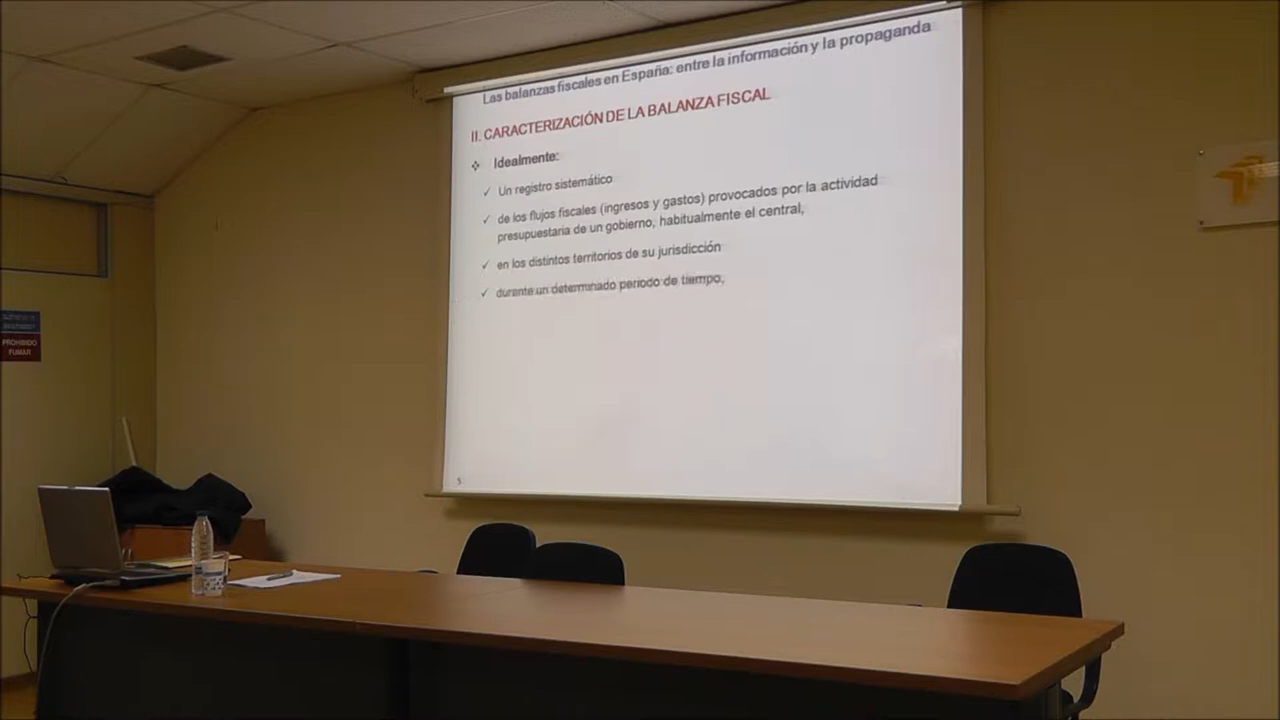 Las balanzas fiscales en España: entre la información y la propaganda
II. CARACTERIZACIÓN DE LA BALANZA FISCAL
❖ Idealmente:
✓ Un registro sistemático
✓ de los flujos fiscales (ingresos y gastos) provocados por la actividad
presupuestaria de un gobierno, habitualmente el central,
✓ en los distintos territorios de su jurisdicción
✓ durante un determinado periodo de tiempo,
5
PROHIBIDO
FUMAR